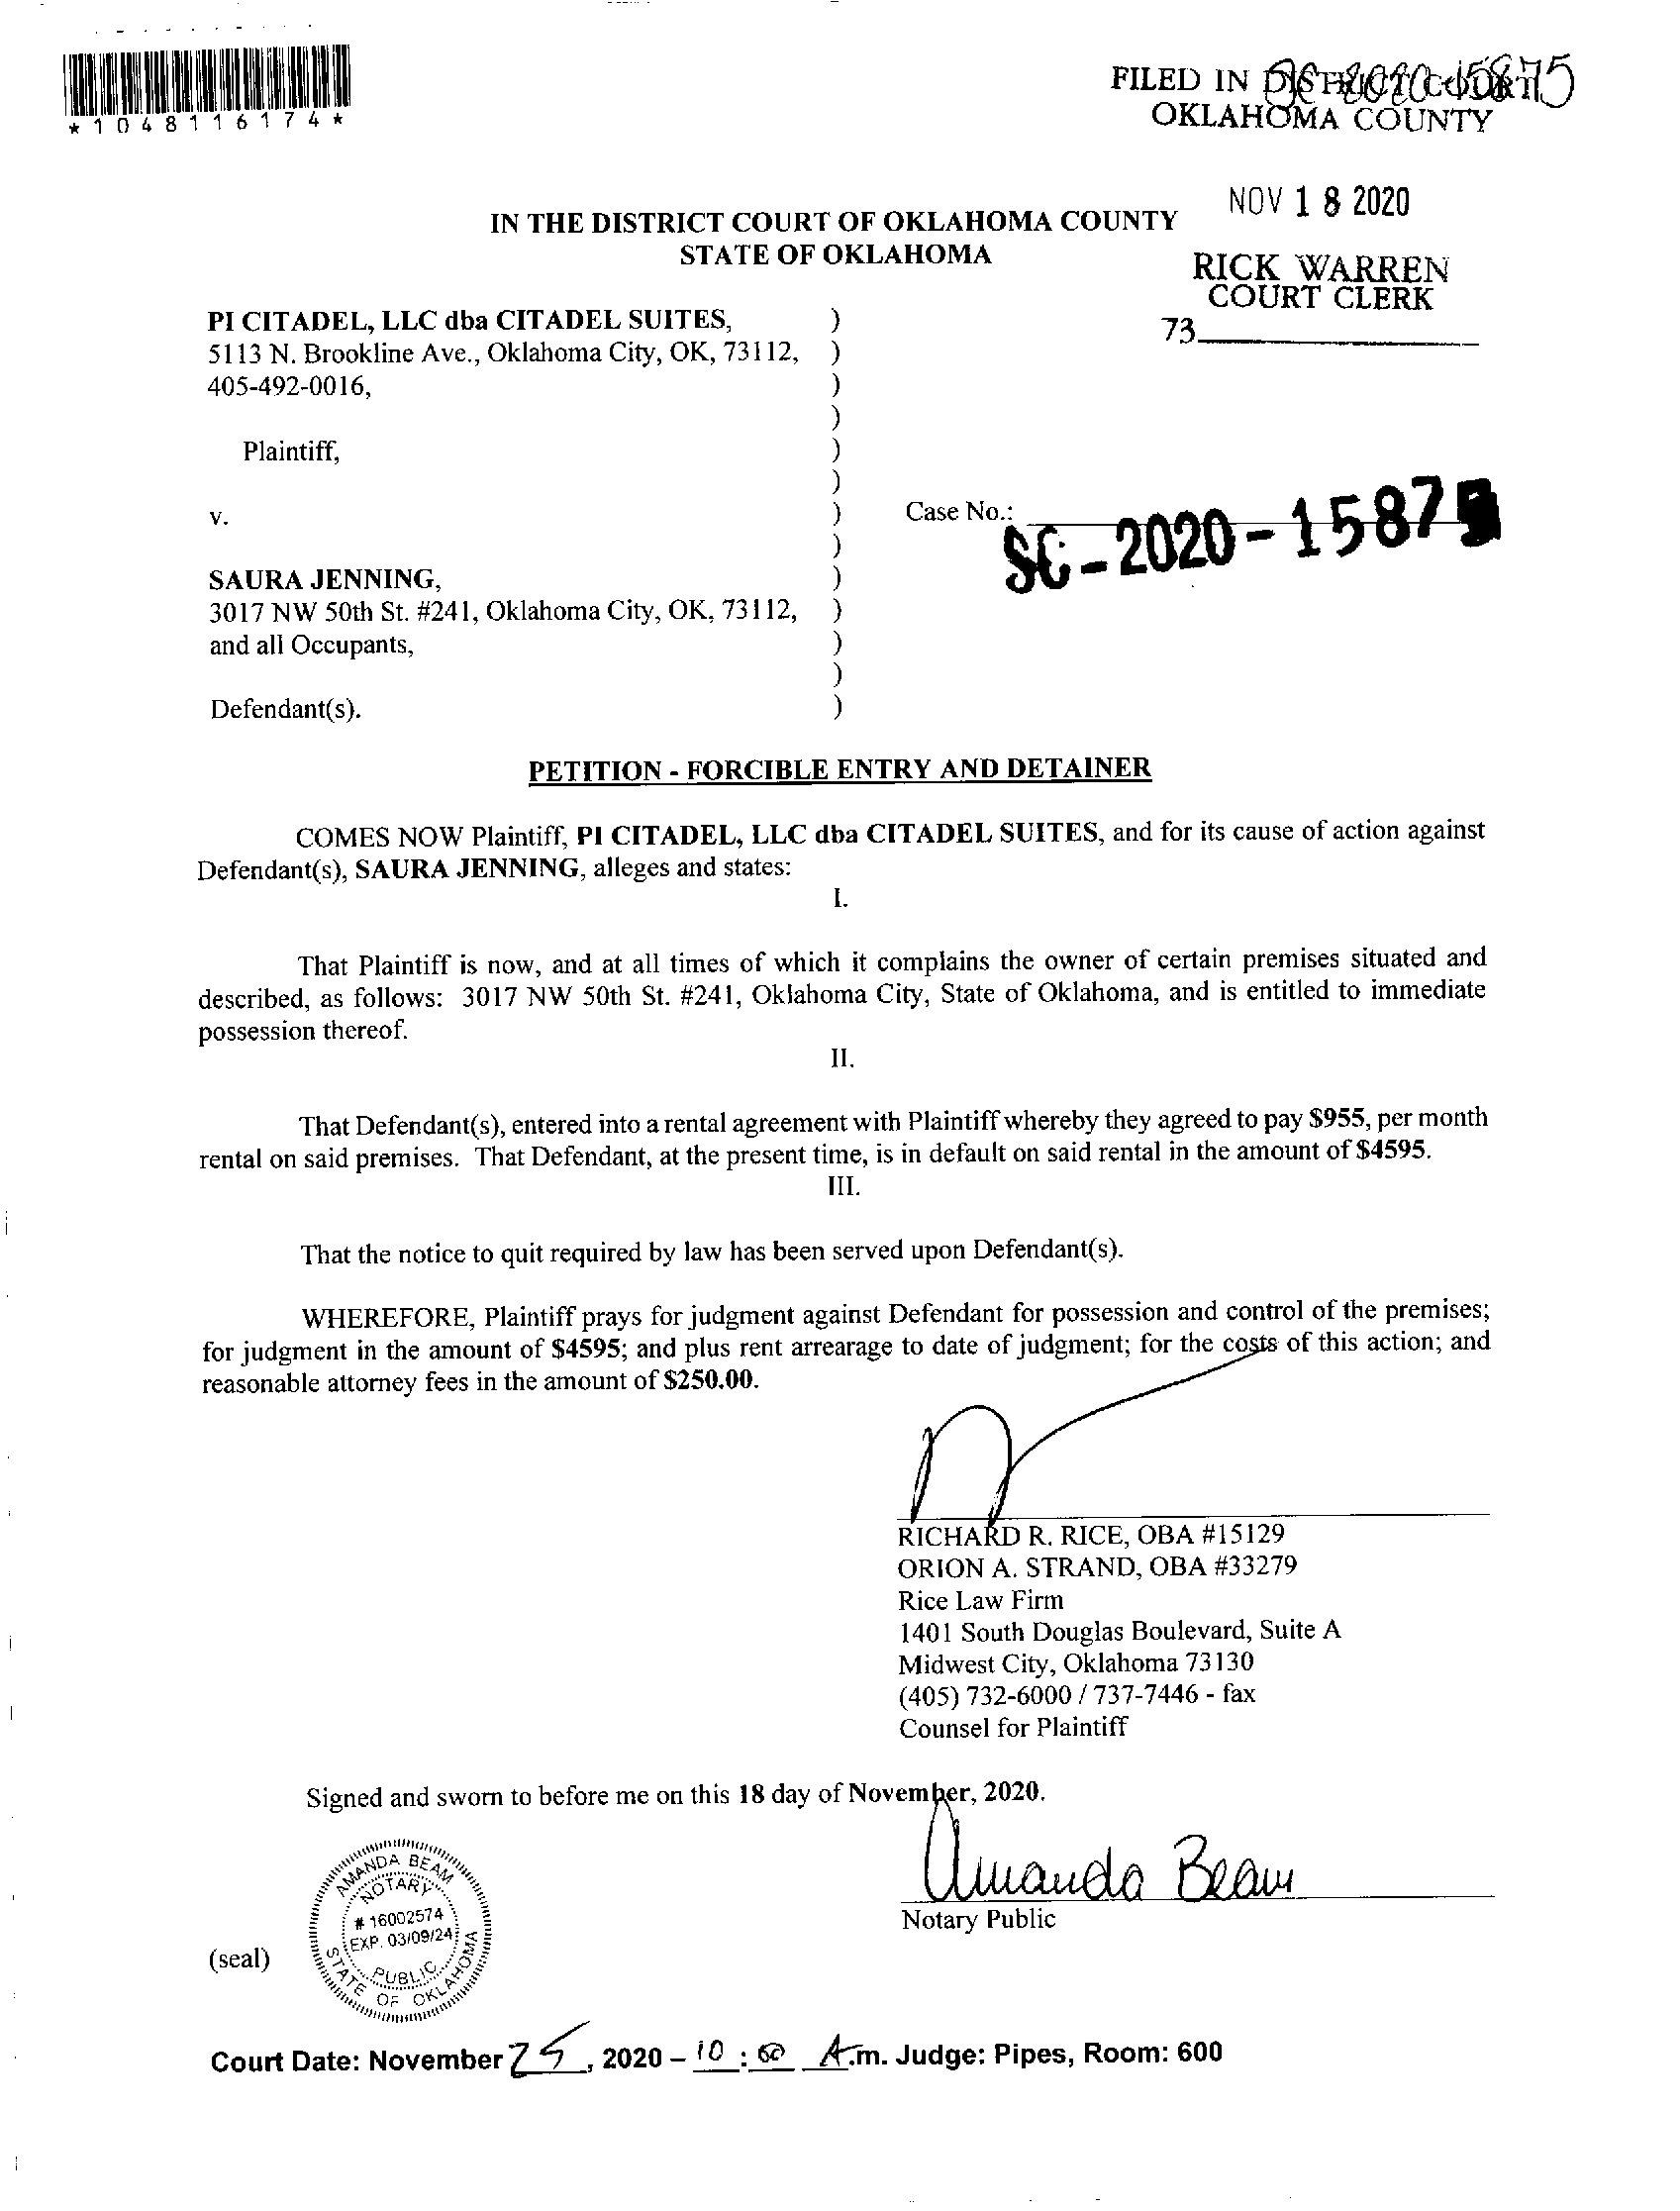 *1048116174*
FILED IN DISTRICT COURT
SC-2020-15875
OKLAHOMA COUNTY
NOV 18 2020
RICK WARREN
COURT CLERK
73
IN THE DISTRICT COURT OF OKLAHOMA COUNTY
STATE OF OKLAHOMA
PI CITADEL, LLC dba CITADEL SUITES, )
5113 N. Brookline Ave., Oklahoma City, OK, 73112, )
405-492-0016, )
)
Plaintiff, )
)
v. ) Case No.: SC-2020-15875
)
SAURA JENNING, )
3017 NW 50th St. #241, Oklahoma City, OK, 73112, )
and all Occupants, )
)
Defendant(s). )
PETITION - FORCIBLE ENTRY AND DETAINER
COMES NOW Plaintiff, PI CITADEL, LLC dba CITADEL SUITES, and for its cause of action against
Defendant(s), SAURA JENNING, alleges and states:
I.
That Plaintiff is now, and at all times of which it complains the owner of certain premises situated and
described, as follows: 3017 NW 50th St. #241, Oklahoma City, State of Oklahoma, and is entitled to immediate
possession thereof.
II.
That Defendant(s), entered into a rental agreement with Plaintiff whereby they agreed to pay $955, per month
rental on said premises. That Defendant, at the present time, is in default on said rental in the amount of $4595.
III.
That the notice to quit required by law has been served upon Defendant(s).
WHEREFORE, Plaintiff prays for judgment against Defendant for possession and control of the premises;
for judgment in the amount of $4595; and plus rent arrearage to date of judgment; for the costs of this action; and
reasonable attorney fees in the amount of $250.00.
RICHARD R. RICE, OBA #15129
ORION A. STRAND, OBA #33279
Rice Law Firm
1401 South Douglas Boulevard, Suite A
Midwest City, Oklahoma 73130
(405) 732-6000 / 737-7446 - fax
Counsel for Plaintiff
Signed and sworn to before me on this 18 day of November, 2020.
Amanda Beam
Notary Public
(seal)
AMANDA BEAM
NOTARY
# 16002574
EXP. 03/09/24
PUBLIC
STATE OF OKLAHOMA
Court Date: November 25, 2020 – 10 : 00 A.m. Judge: Pipes, Room: 600